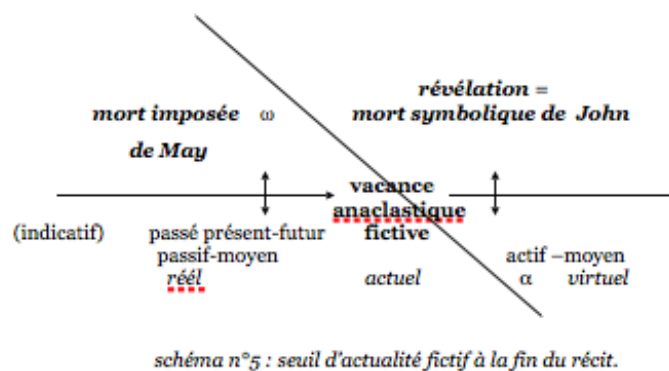 révélation =
mort imposée ω mort symbolique de John
de May
vacance
anaclastique
(indicatif) passé présent-futur fictive
passif-moyen actif –moyen
réél actuel α virtuel
schéma n°5 : seuil d'actualité fictif à la fin du récit.